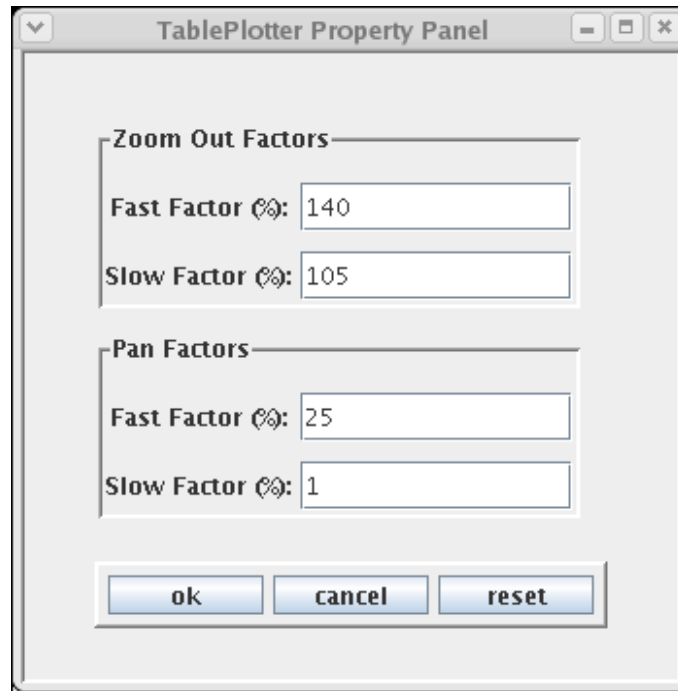 TablePlotter Property Panel
Zoom Out Factors
Fast Factor (%): 140
Slow Factor (%): 105
Pan Factors
Fast Factor (%): 25
Slow Factor (%): 1
ok cancel reset